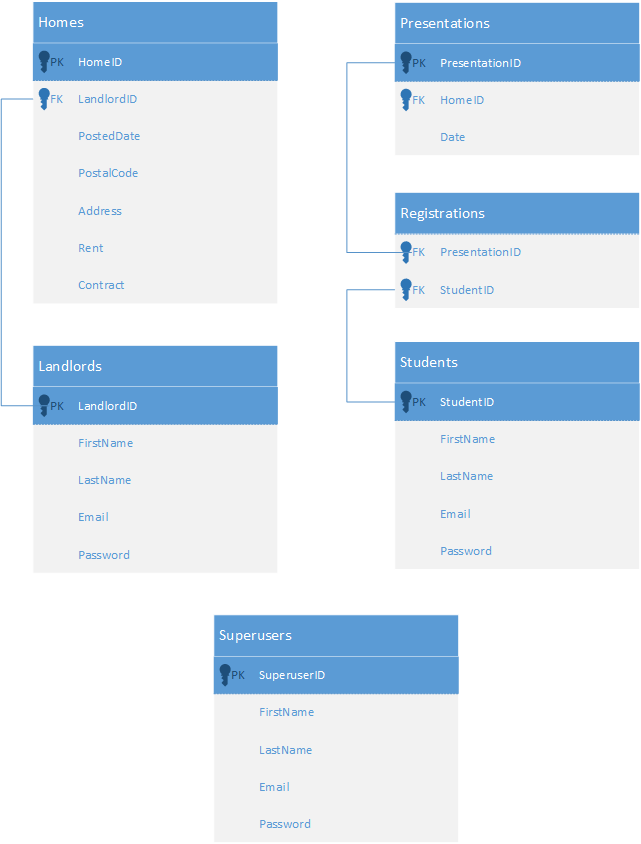 Homes
PK HomeID
FK LandlordID
PostedDate
PostalCode
Address
Rent
Contract
Landlords
PK LandlordID
FirstName
LastName
Email
Password
Presentations
PK PresentationID
FK HomeID
Date
Registrations
FK PresentationID
FK StudentID
Students
PK StudentID
FirstName
LastName
Email
Password
Superusers
PK SuperuserID
FirstName
LastName
Email
Password